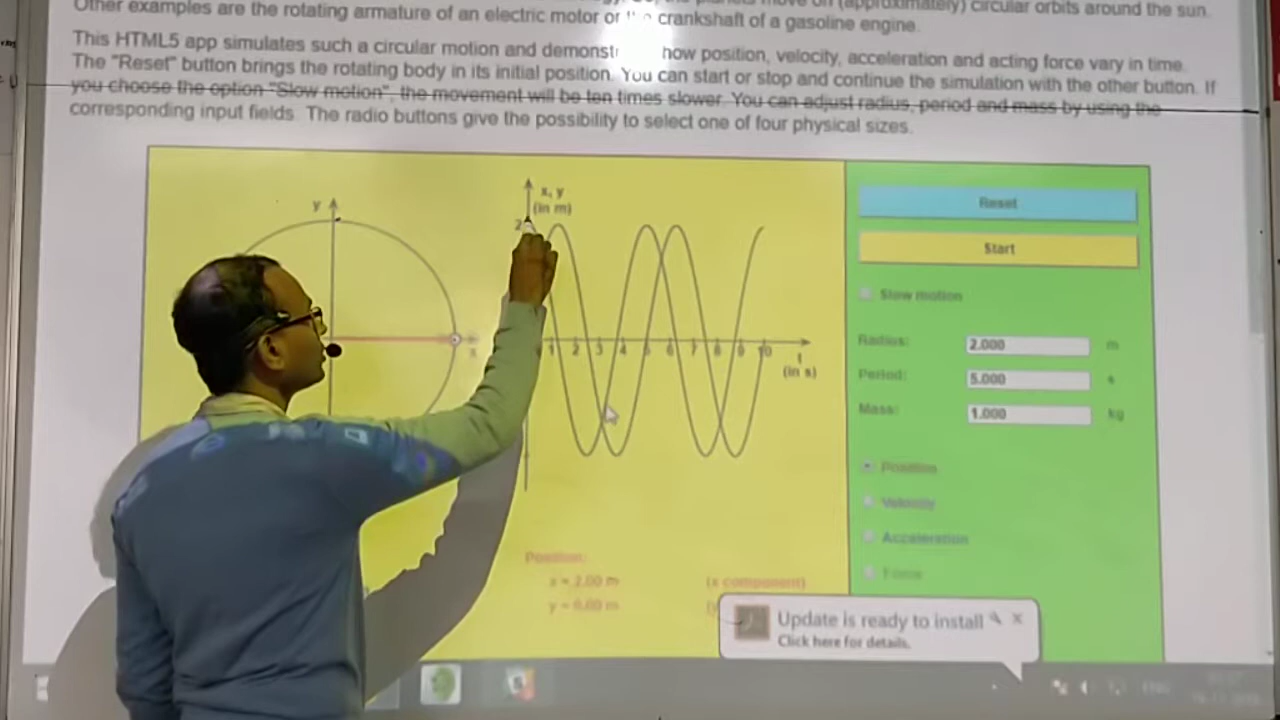 Other examples are the rotating armature of an electric motor or crankshaft of a gasoline engine.
This HTML5 app simulates such a circular motion and how position, velocity, acceleration and acting force vary in time.
The "Reset" button brings the rotating body in its initial position. You can start or stop and continue the simulation with the other button. If
you choose the option "Slow motion", the movement will be ten times slower. You can adjust radius, period and mass by using the
corresponding input fields. The radio buttons give the possibility to select one of four physical sizes.
y
x
x, y
(in m)
2
1 2 3 4 5 6 7 8 9 10
t
(in s)
Reset
Start
Slow motion
Radius: 2.000 m
Period: 5.000 s
Mass: 1.000 kg
Position
Velocity
Acceleration
Force
Position:
x = 2.00 m (x component)
y = 0.00 m
Update is ready to install
Click here for details.